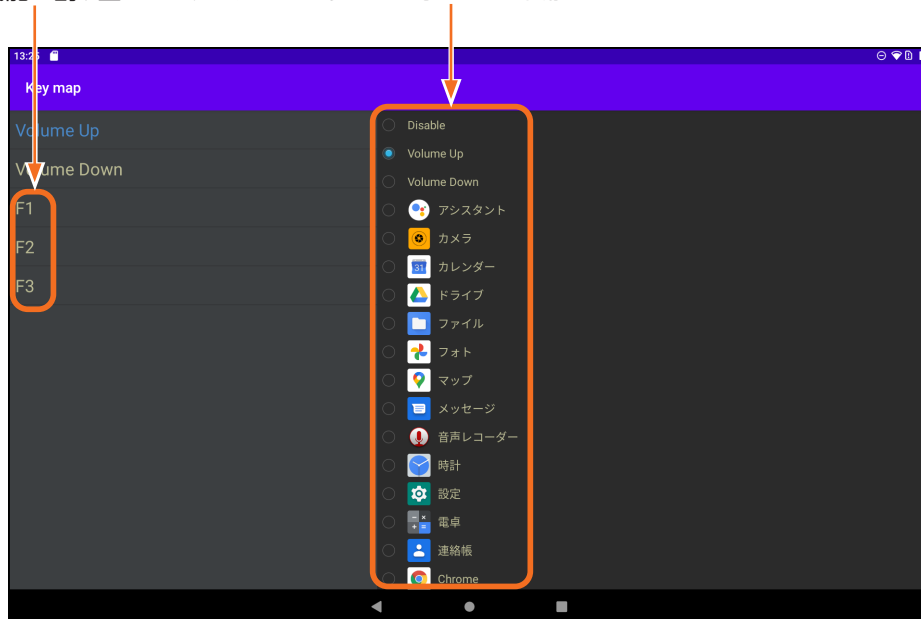 Key map
Volume Up
Volume Down
F1
F2
F3
Disable
Volume Up
Volume Down
アシスタント
カメラ
31
カレンダー
ドライブ
ファイル
フォト
マップ
メッセージ
音声レコーダー
時計
設定
電卓
連絡帳
Chrome